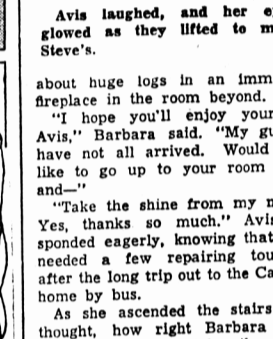 Avis laughed, and her
glowed as they lifted to
Steve's.
about huge logs in an
fireplace in the room beyond.
"I hope you'll enjoy your
Avis," Barbara said. "My
have not all arrived. Would
like to go up to your room
and—"
"Take the shine from my
Yes, thanks so much." Avis
sponded eagerly, knowing that
needed a few repairing
after the long trip out to the
home by bus.
As she ascended the stairs
thought, how right Barbara